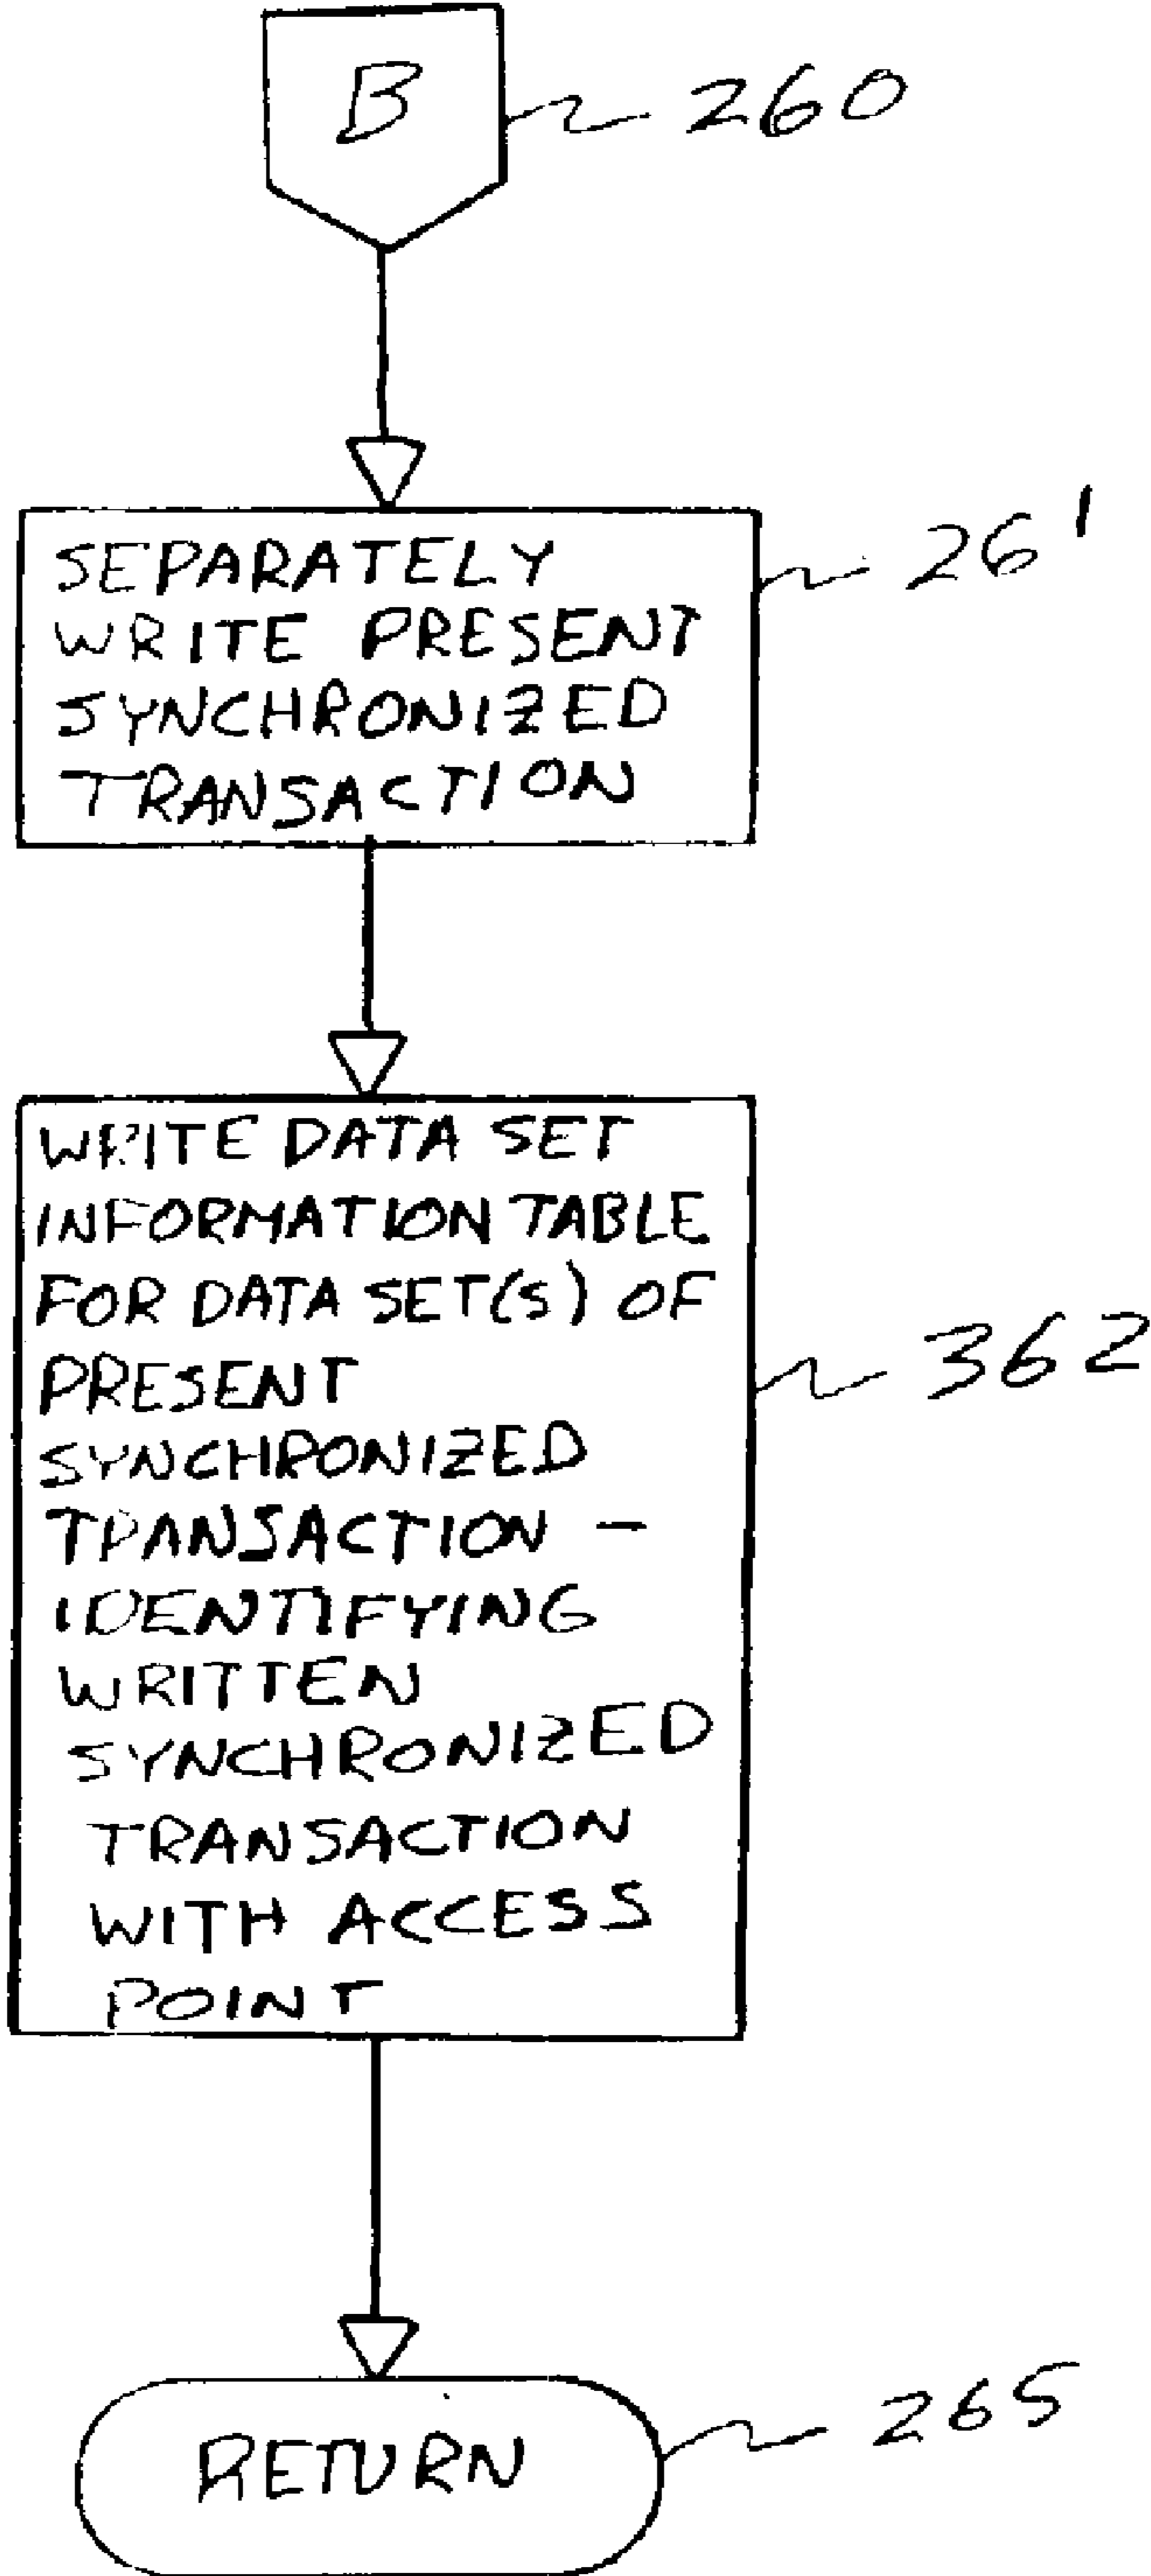 B
260
SEPARATELY
WRITE PRESENT
SYNCHRONIZED
TRANSACTION
261
WRITE DATA SET
INFORMATION TABLE
FOR DATA SET(S) OF
PRESENT
SYNCHRONIZED
TRANSACTION -
IDENTIFYING
WRITTEN
SYNCHRONIZED
TRANSACTION
WITH ACCESS
POINT
362
RETURN
265